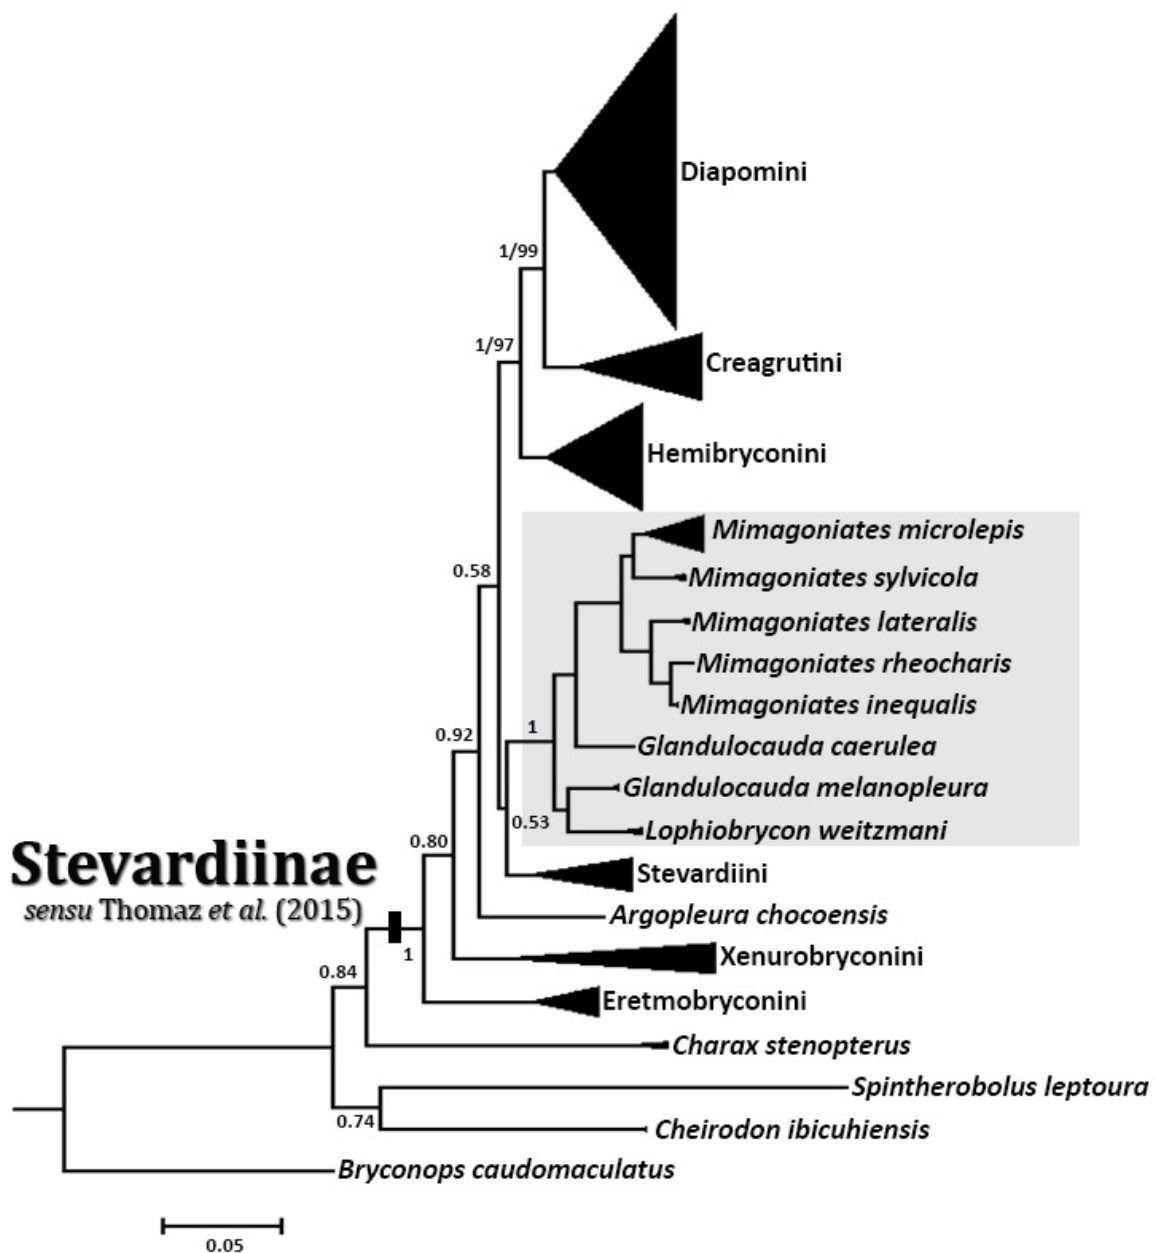 Diapomini
1/99
1/97
Creagrutini
Hemibryconini
Mimagoniates microlepis
0.58
Mimagoniates sylvicola
Mimagoniates lateralis
Mimagoniates rheocharis
Mimagoniates inequalis
0.92
1
Glandulocauda caerulea
Glandulocauda melanopleura
0.53
Lophiobrycon weitzmani
0.80
Stevardiinae
Stevardiini
sensu Thomaz et al. (2015)
Argopleura chocoensis
1
Xenurobryconini
0.84
Eretmobryconini
Charax stenopterus
Spintherobolus leptoura
0.74
Cheirodon ibicuhiensis
Bryconops caudomaculatus
0.05